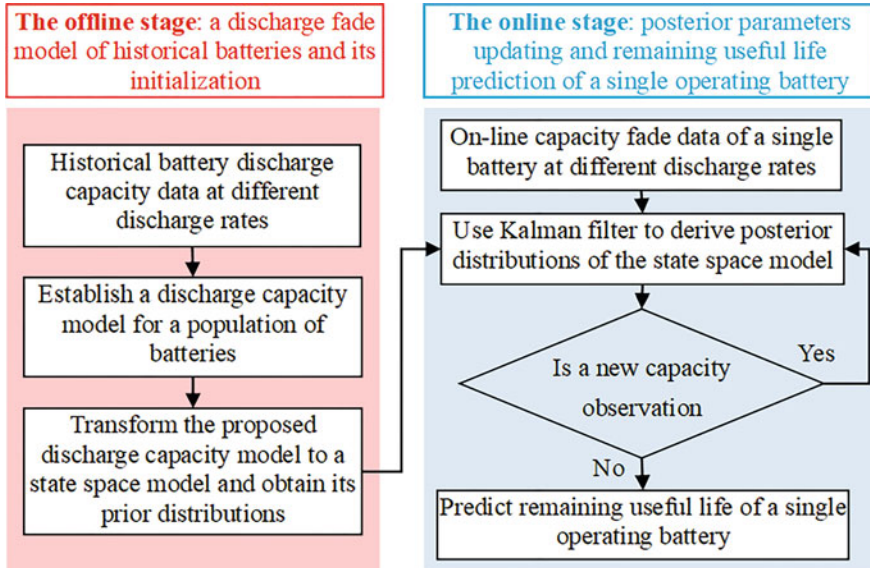 The offline stage: a discharge fade
model of historical batteries and its
initialization
Historical battery discharge
capacity data at different
discharge rates
Establish a discharge capacity
model for a population of
batteries
Transform the proposed
discharge capacity model to a
state space model and obtain its
prior distributions
The online stage: posterior parameters
updating and remaining useful life
prediction of a single operating battery
On-line capacity fade data of a single
battery at different discharge rates
Use Kalman filter to derive posterior
distributions of the state space model
Is a new capacity
observation
Yes
No
Predict remaining useful life of a single
operating battery